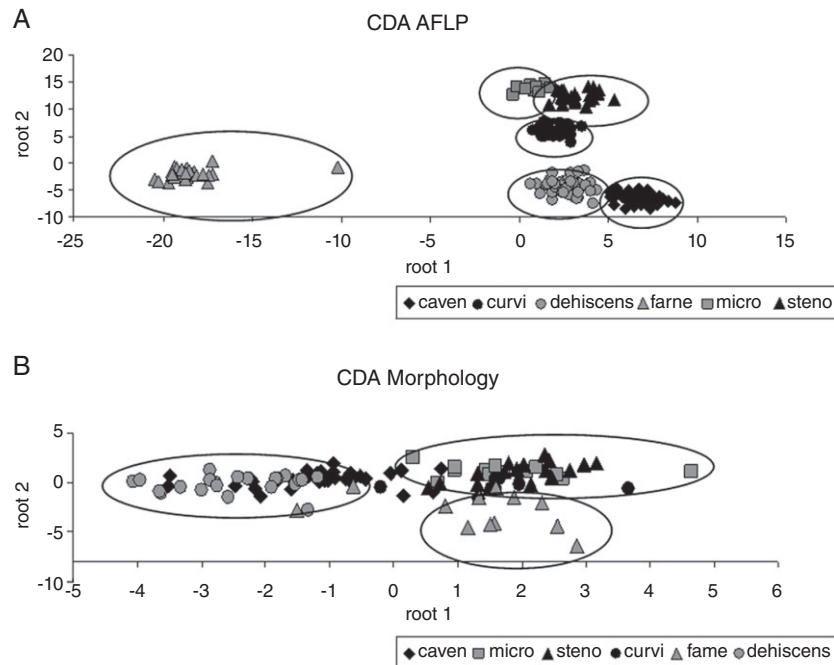 A
CDA AFLP
20
15
10
5
0
-5
-10
root 2
-25 -20 -15 -10 -5 0 5 10 15
root 1
caven curvi dehiscens farne micro steno
B
CDA Morphology
5
0
-5
-10
root 2
-5 -4 -3 -2 -1 0 1 2 3 4 5 6
root 1
caven micro steno curvi fame dehiscens